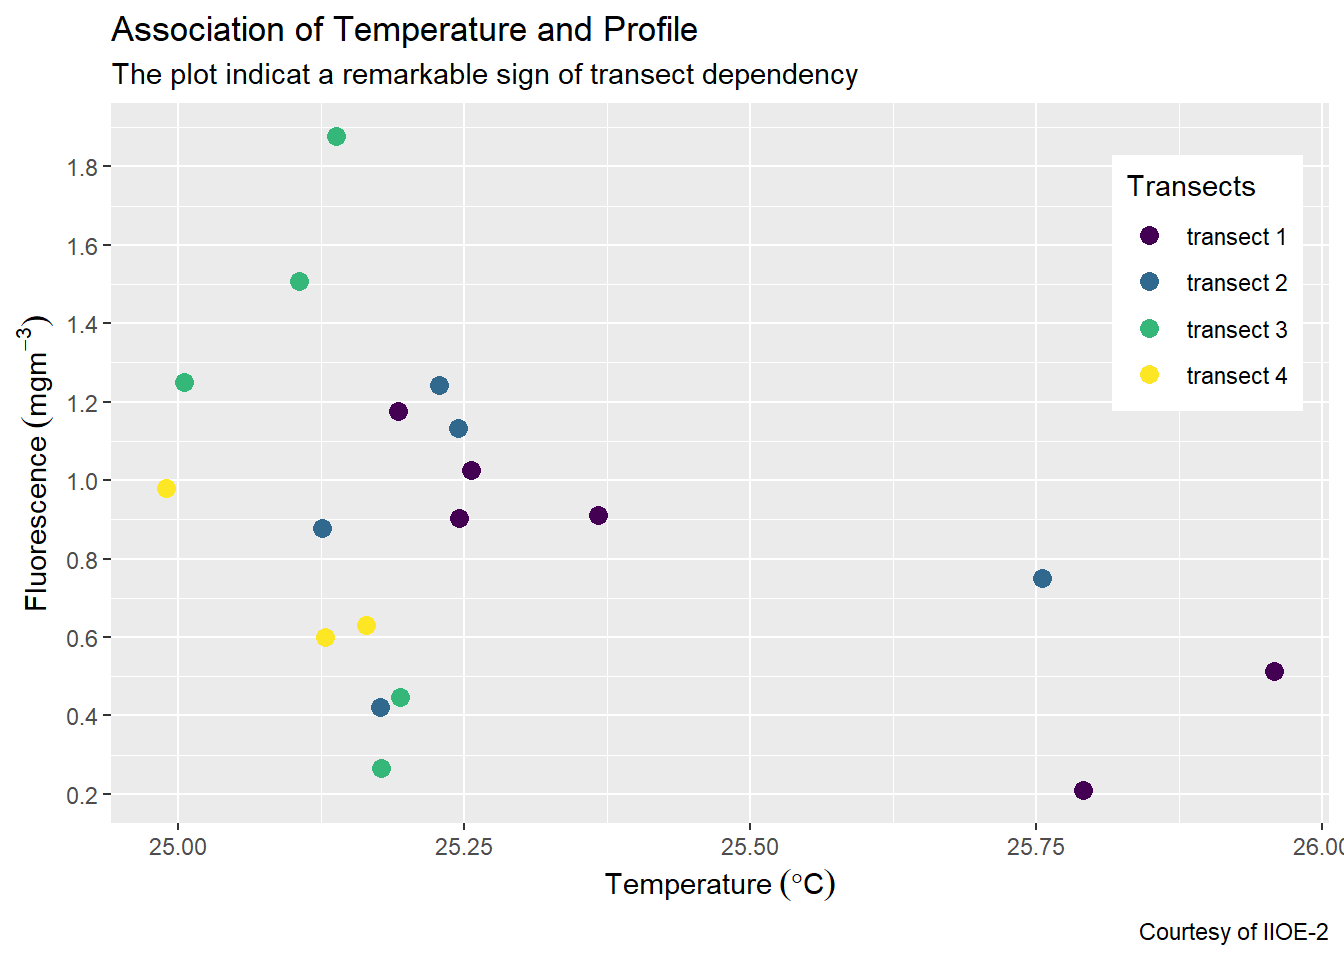 Association of Temperature and Profile
The plot indicat a remarkable sign of transect dependency
Fluorescence (mgm⁻³)
1.8
1.6
1.4
1.2
1.0
0.8
0.6
0.4
0.2
Transects
transect 1
transect 2
transect 3
transect 4
25.00 25.25 25.50 25.75 26.00
Temperature (°C)
Courtesy of IIOE-2